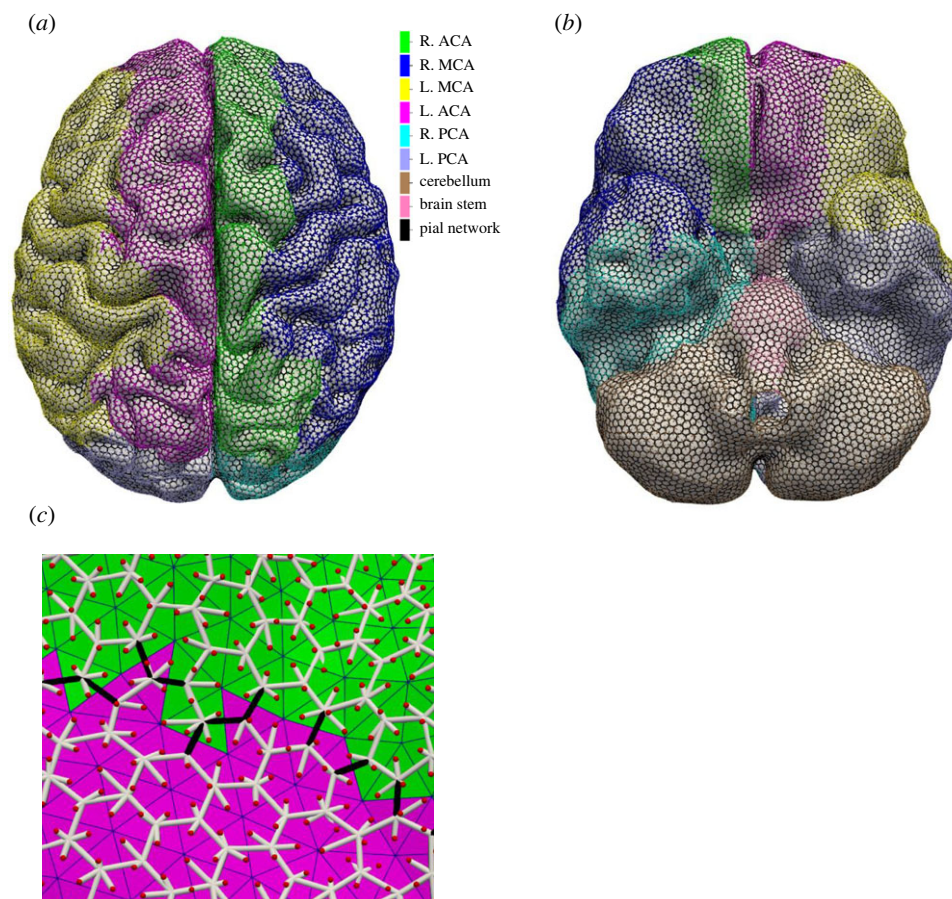 (a)
(b)
R. ACA
R. MCA
L. MCA
L. ACA
R. PCA
L. PCA
cerebellum
brain stem
pial network
(c)